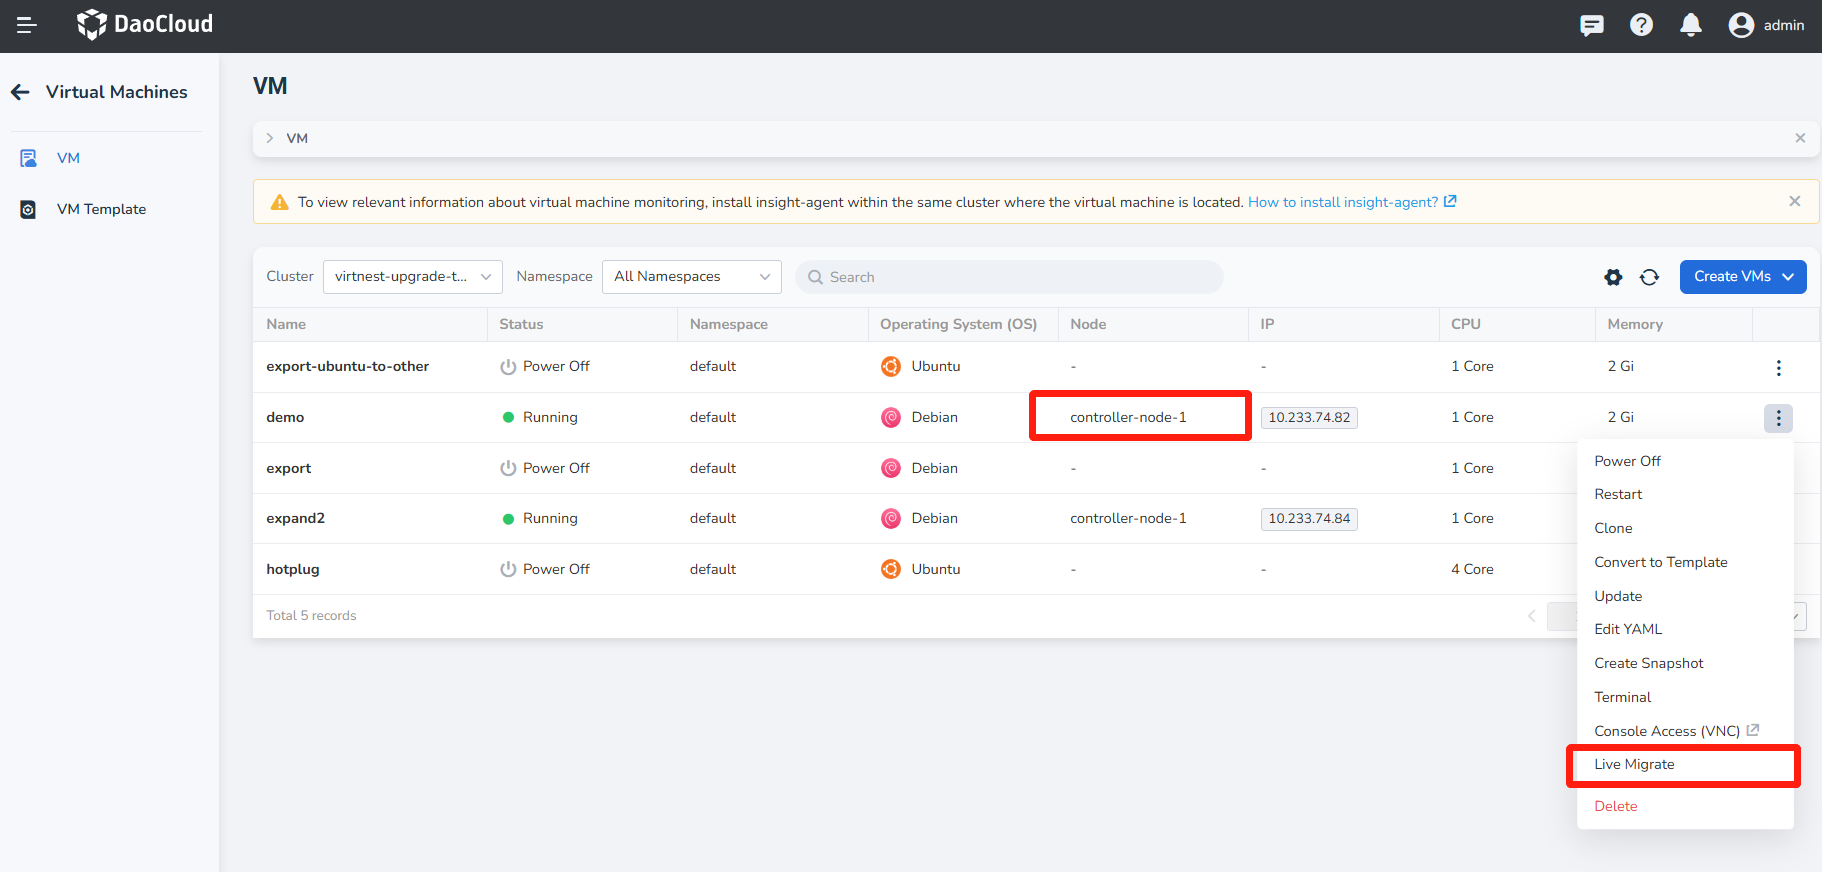 DaoCloud
admin
Virtual Machines
VM
VM Template
VM
VM
To view relevant information about virtual machine monitoring, install insight-agent within the same cluster where the virtual machine is located. How to install insight-agent?
Cluster virtnest-upgrade-t... Namespace All Namespaces Search Create VMs
Name Status Namespace Operating System (OS) Node IP CPU Memory
export-ubuntu-to-other Power Off default Ubuntu - - 1 Core 2 Gi
demo Running default Debian controller-node-1 10.233.74.82 1 Core 2 Gi
export Power Off default Debian - - 1 Core
expand2 Running default Debian controller-node-1 10.233.74.84 1 Core
hotplug Power Off default Ubuntu - - 4 Core
Total 5 records
Power Off
Restart
Clone
Convert to Template
Update
Edit YAML
Create Snapshot
Terminal
Console Access (VNC)
Live Migrate
Delete